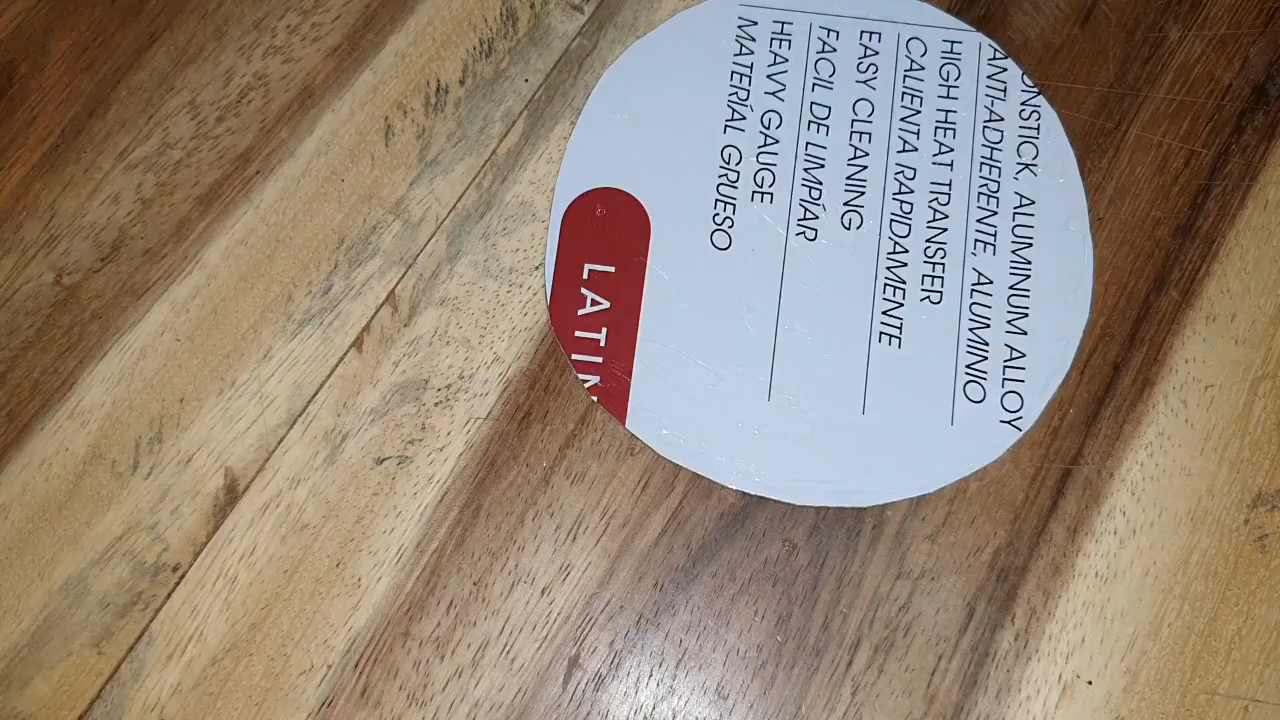 ONSTICK, ALUMINUM ALLOY
ANTI-ADHERENTE, ALUMINIO
HIGH HEAT TRANSFER
CALIENTA RAPIDAMENTE
EASY CLEANING
FACIL DE LIMPÍAR
HEAVY GAUGE
MATERÍAL GRUESO
LATIN